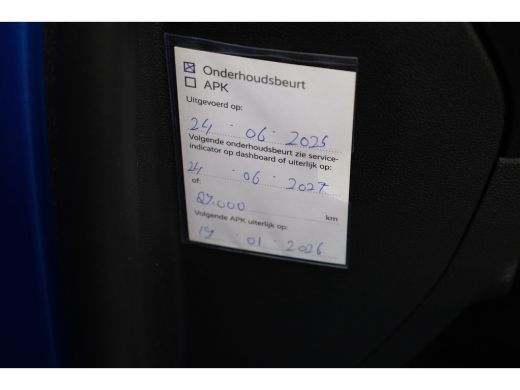 Onderhoudsbeurt
APK
Uitgevoerd op:
24 · 06 · 2025
Volgende onderhoudsbeurt zie service-
indicator op dashboard of uiterlijk op:
24 · 06 · 2027
of:
87.000 km
Volgende APK uiterlijk op:
19 · 01 · 2026